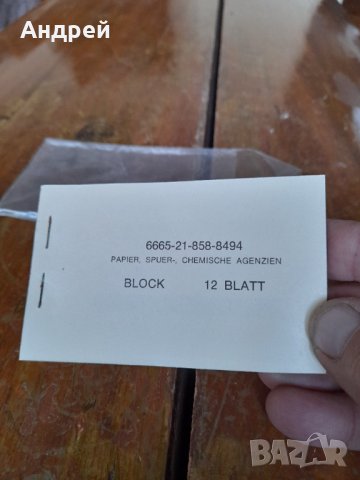 Андрей
6665-21-858-8494
PAPIER, SPUER-, CHEMISCHE AGENZIEN
BLOCK 12 BLATT
BAZAR